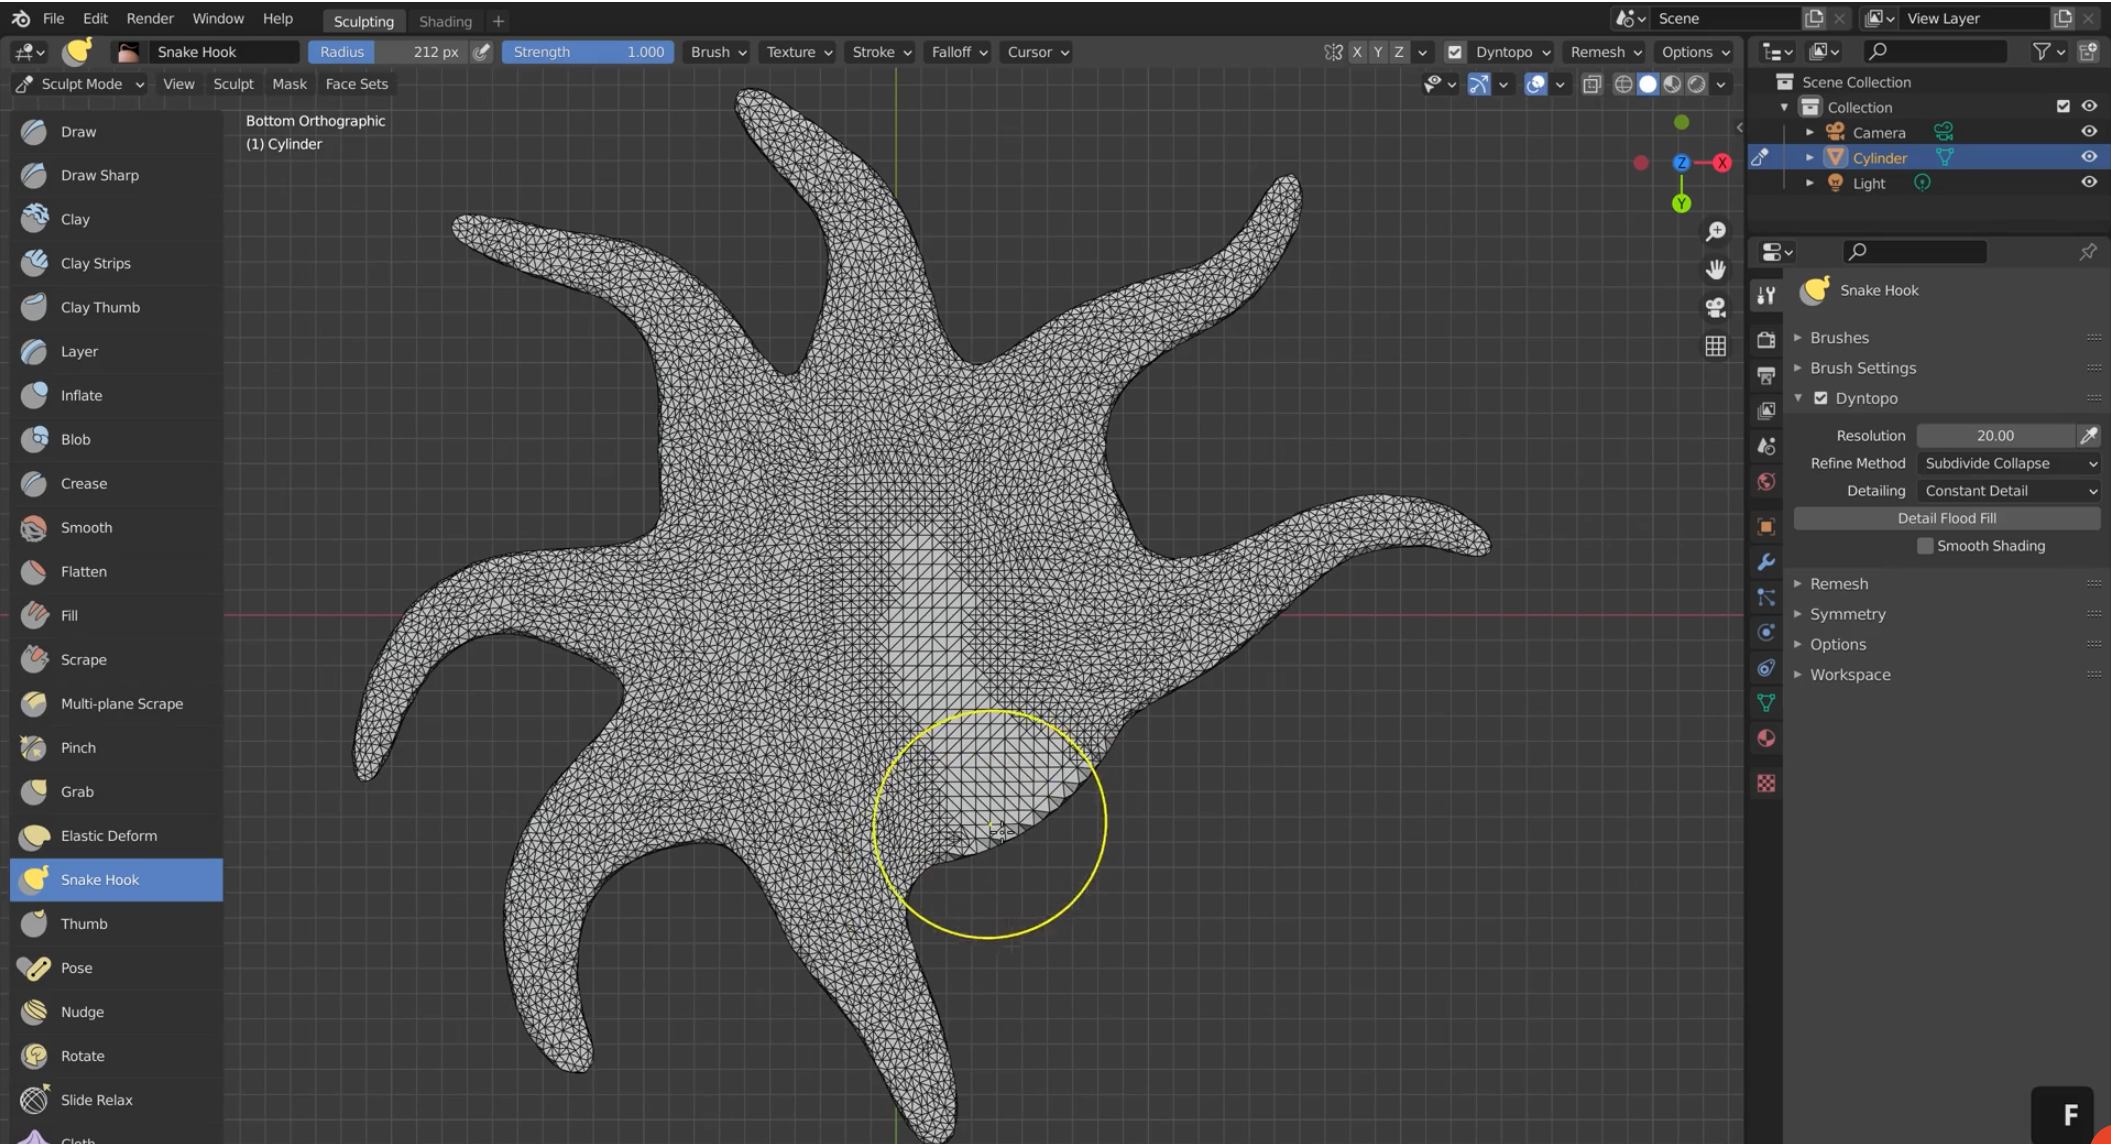 File Edit Render Window Help Sculpting Shading + Scene View Layer
Snake Hook Radius 212 px Strength 1.000 Brush Texture Stroke Falloff Cursor X Y Z Dyntopo Remesh Options
Sculpt Mode View Sculpt Mask Face Sets
Bottom Orthographic
(1) Cylinder
Draw
Draw Sharp
Clay
Clay Strips
Clay Thumb
Layer
Inflate
Blob
Crease
Smooth
Flatten
Fill
Scrape
Multi-plane Scrape
Pinch
Grab
Elastic Deform
Snake Hook
Thumb
Pose
Nudge
Rotate
Slide Relax
Cloth
Z X
Y
Scene Collection
Collection
Camera
Cylinder
Light
Snake Hook
Brushes
Brush Settings
Dyntopo
Resolution 20.00
Refine Method Subdivide Collapse
Detailing Constant Detail
Detail Flood Fill
Smooth Shading
Remesh
Symmetry
Options
Workspace
F